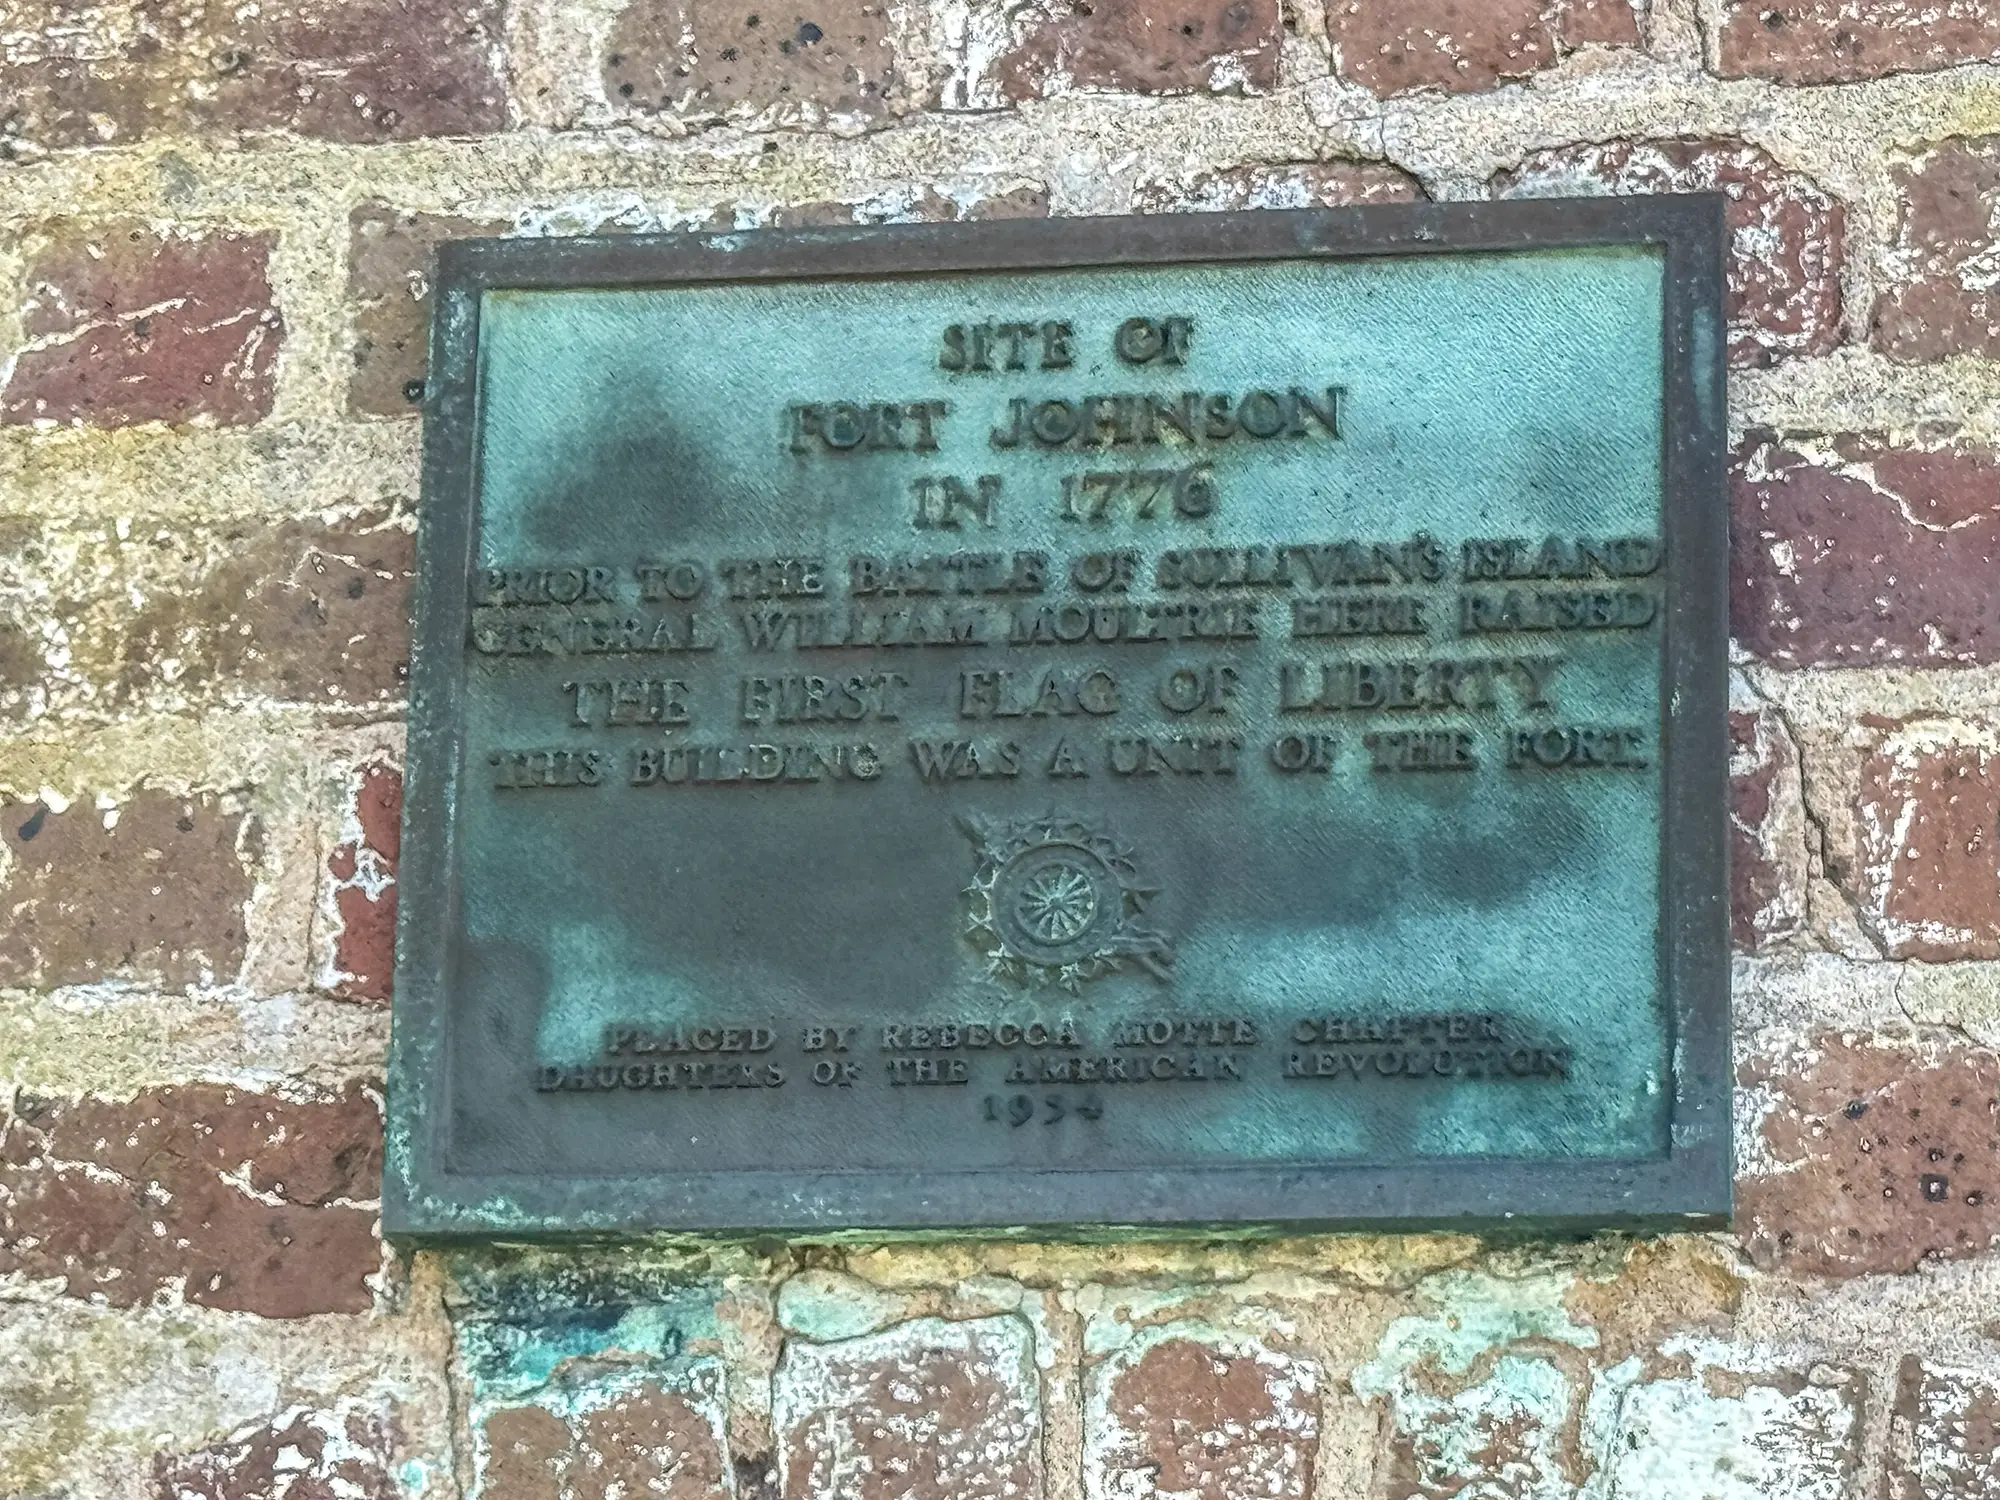 SITE OF
FORT JOHNSON
IN 1776
PRIOR TO THE BATTLE OF SULLIVAN'S ISLAND
GENERAL WILLIAM MOULTRIE HERE RAISED
THE FIRST FLAG OF LIBERTY
THIS BUILDING WAS A UNIT OF THE FORT.
PLACED BY REBECCA MOTTE CHAPTER
DAUGHTERS OF THE AMERICAN REVOLUTION
1954